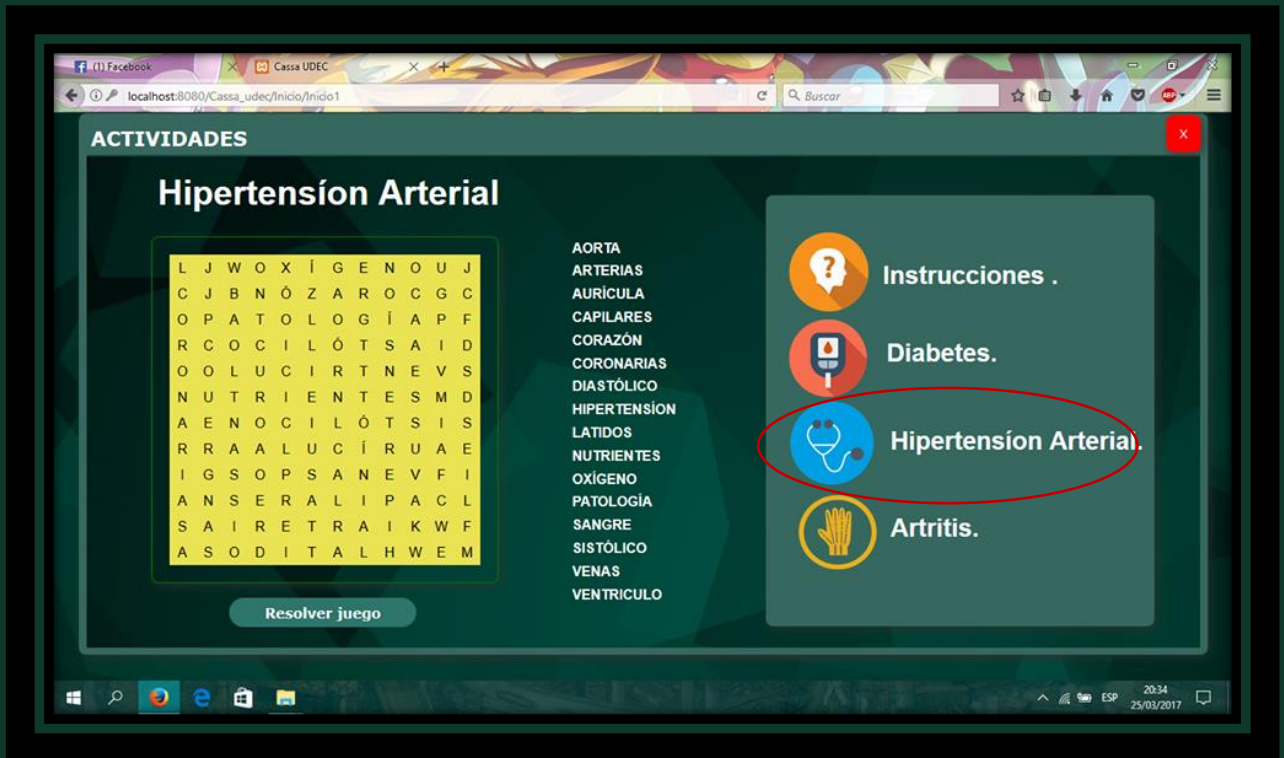 (1) Facebook
Cassa UDEC
localhost:8080/Cassa_udec/Inicio/Inicio1
Buscar
ABP
ACTIVIDADES
X
Hipertensíon Arterial
L J W O X Í G E N O U J
C J B N Ó Z A R O C G C
O P A T O L O G Í A P F
R C O C I L Ó T S A I D
O O L U C I R T N E V S
N U T R I E N T E S M D
A E N O C I L Ó T S I S
R R A A L U C Í R U A E
I G S O P S A N E V F I
A N S E R A L I P A C L
S A I R E T R A I K W F
A S O D I T A L H W E M
Resolver juego
AORTA
ARTERIAS
AURÍCULA
CAPILARES
CORAZÓN
CORONARIAS
DIASTÓLICO
HIPERTENSÍON
LATIDOS
NUTRIENTES
OXÍGENO
PATOLOGÍA
SANGRE
SISTÓLICO
VENAS
VENTRICULO
Instrucciones .
Diabetes.
Hipertensíon Arterial.
Artritis.
ESP
20:34
25/03/2017